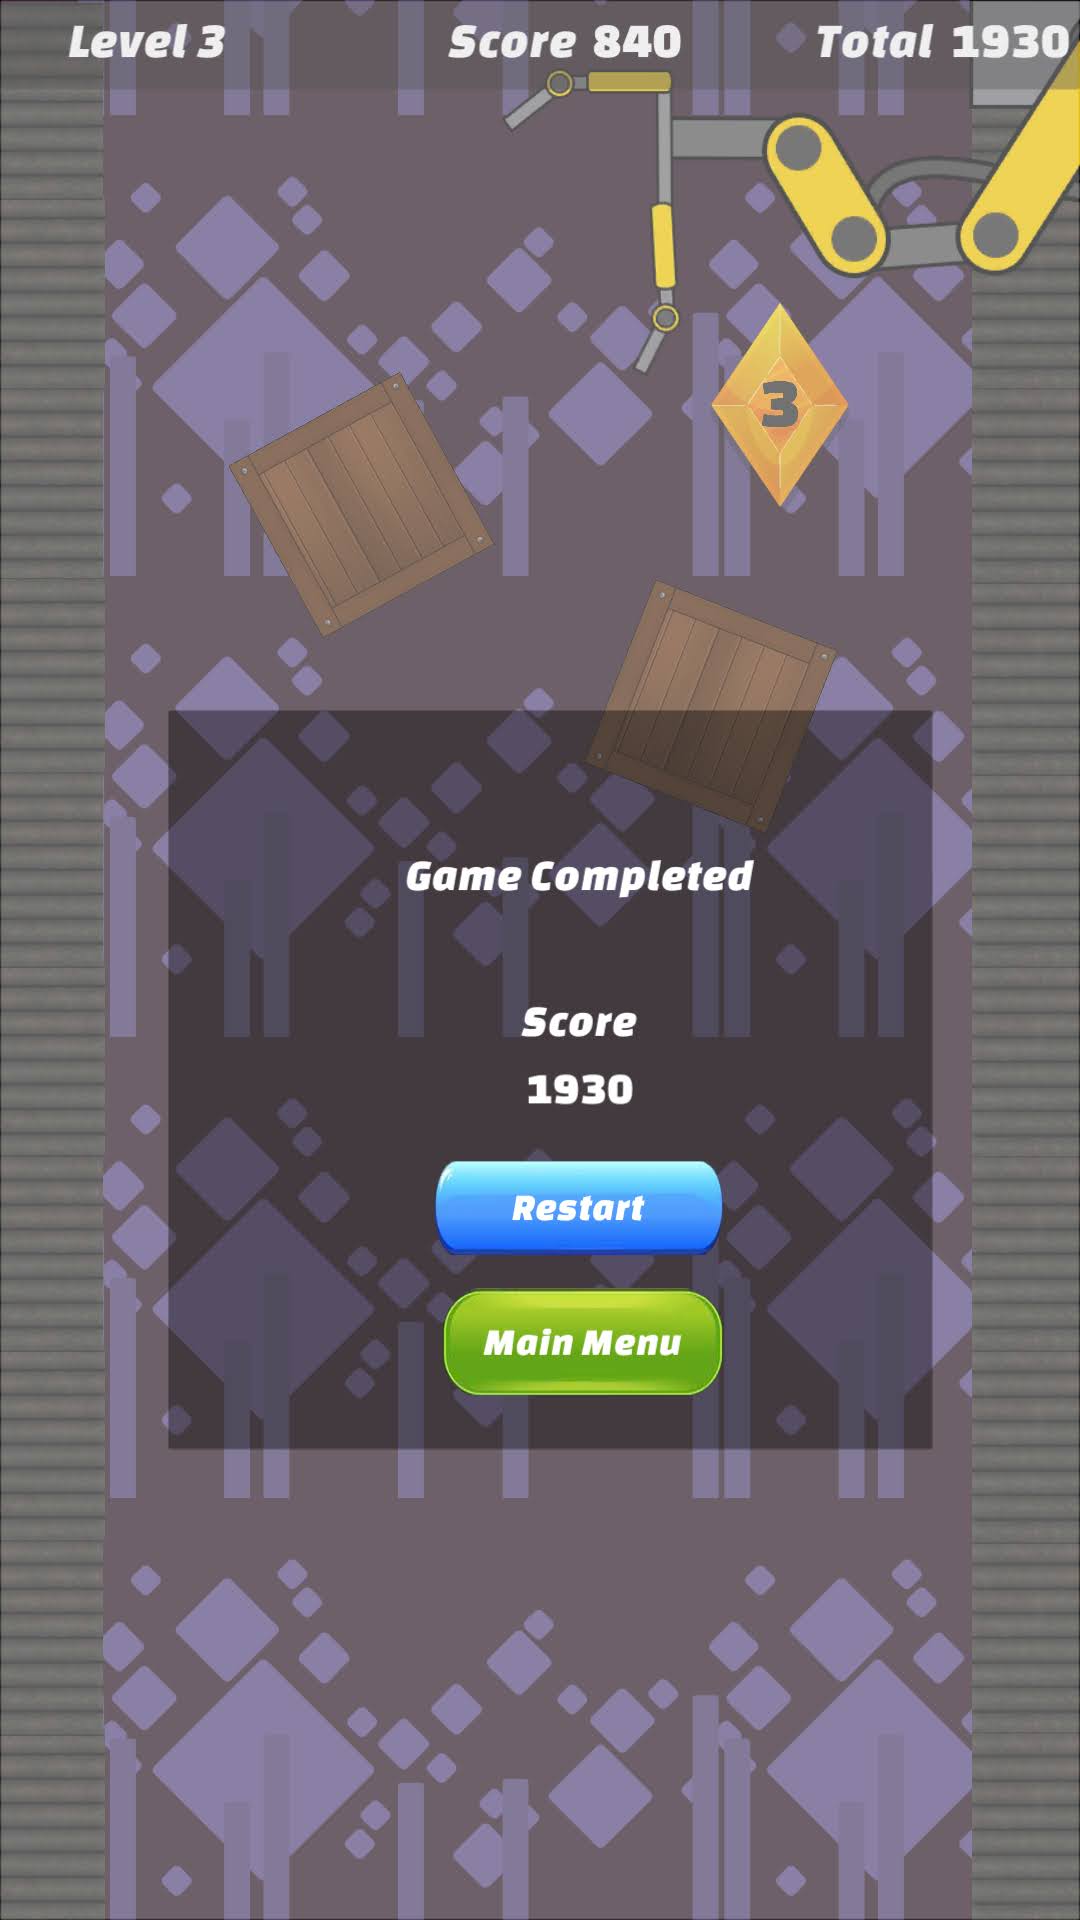 Level 3 Score 840 Total 1930
3
Game Completed
Score
1930
Restart
Main Menu